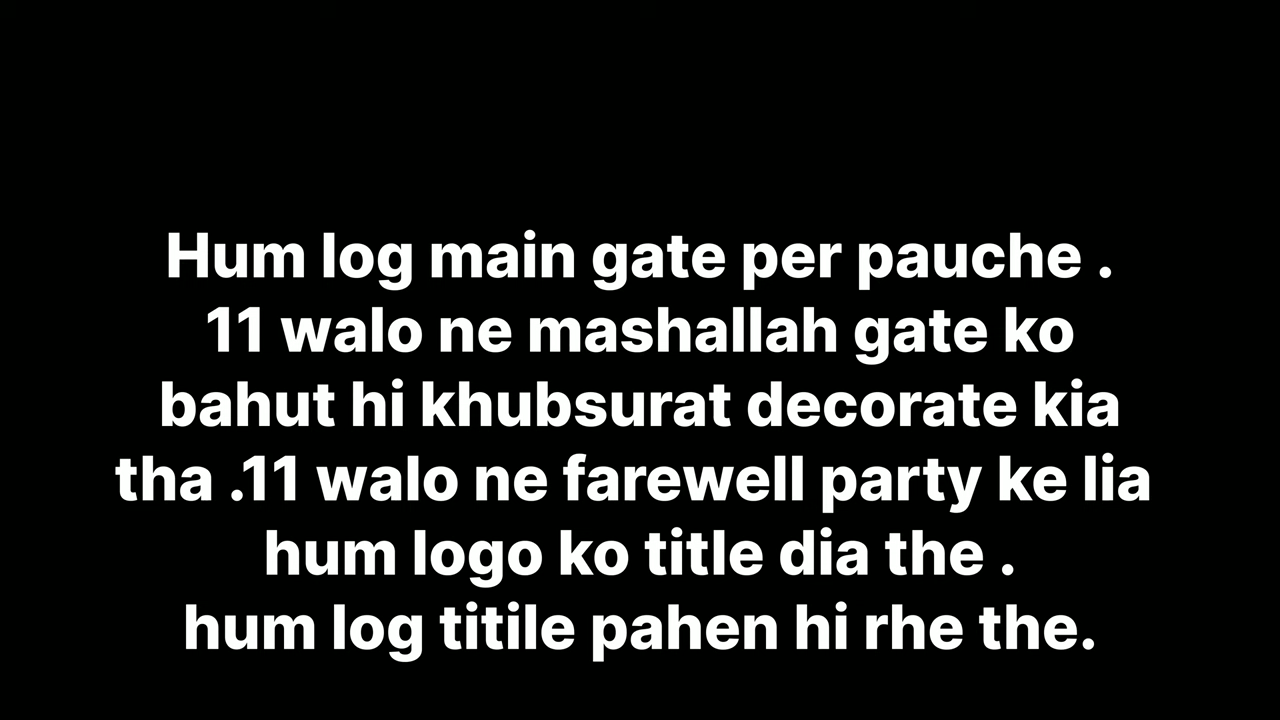 Hum log main gate per pauche .
11 walo ne mashallah gate ko
bahut hi khubsurat decorate kia
tha .11 walo ne farewell party ke lia
hum logo ko title dia the .
hum log titile pahen hi rhe the.